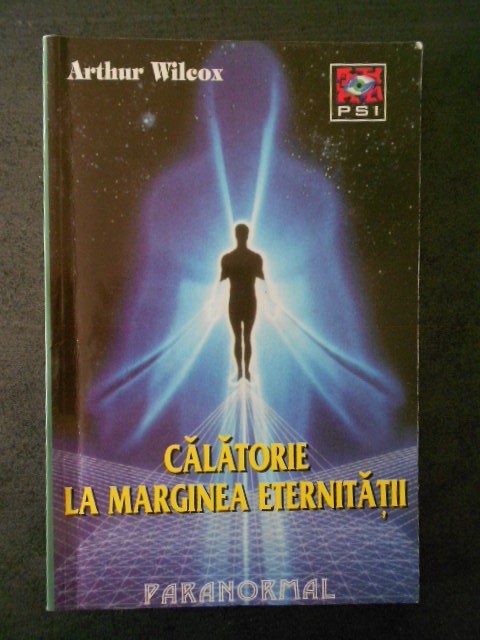 Arthur Wilcox
PSI
CĂLĂTORIE
LA MARGINEA ETERNITĂȚII
PARANORMAL